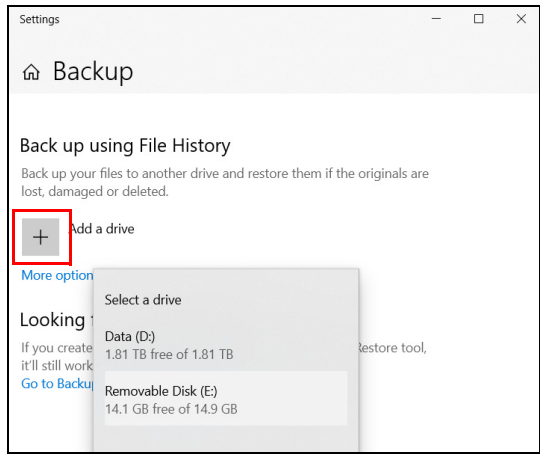 Settings
Backup
Back up using File History
Back up your files to another drive and restore them if the originals are
lost, damaged or deleted.
Add a drive
More option
Select a drive
Looking
Data (D:)
If you create
1.81 TB free of 1.81 TB
Restore tool,
it'll still work
Go to Backup
Removable Disk (E:)
14.1 GB free of 14.9 GB